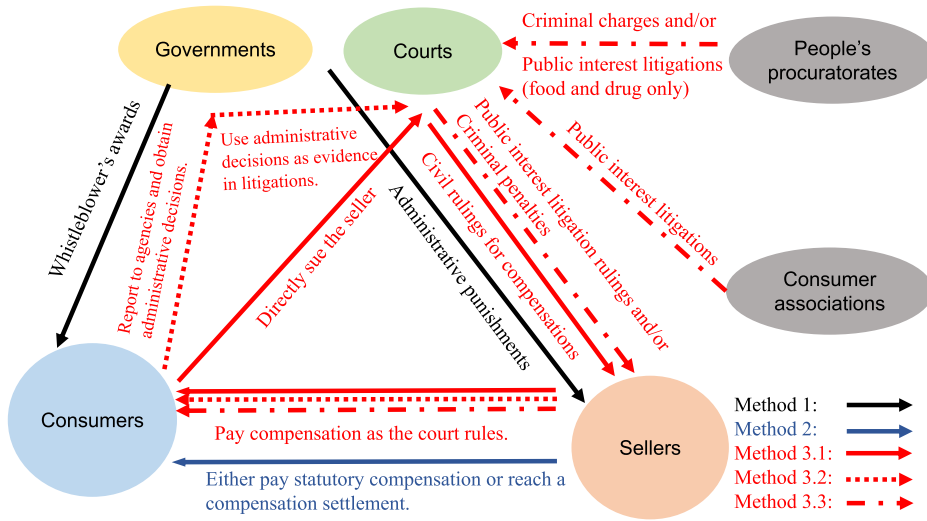 Governments
Courts
Criminal charges and/or
Public interest litigations
(food and drug only)
People's
procuratorates
Whistleblower's awards
Report to agencies and obtain
administrative decisions.
Use administrative
decisions as evidence
in litigations.
Directly sue the seller
Administrative punishments
Civil rulings for compensations
Criminal penalties
Public interest litigation rulings and/or
Public interest litigations
Consumer
associations
Consumers
Sellers
Pay compensation as the court rules.
Either pay statutory compensation or reach a
compensation settlement.
Method 1:
Method 2:
Method 3.1:
Method 3.2:
Method 3.3: